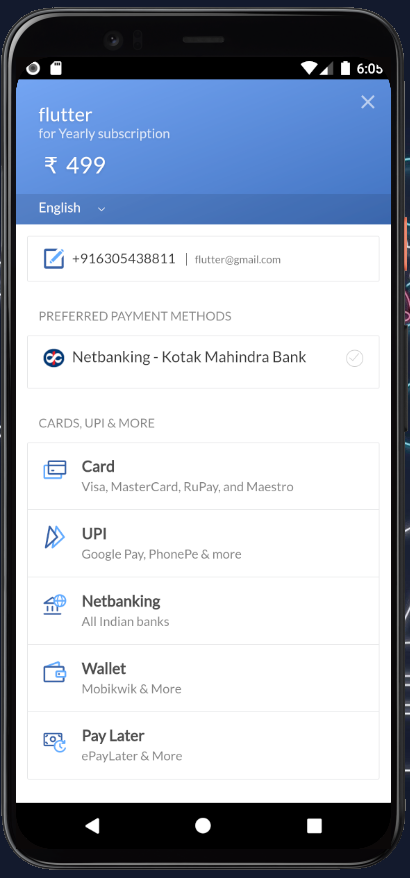 6:05
flutter
for Yearly subscription
₹ 499
English
+916305438811 | flutter@gmail.com
PREFERRED PAYMENT METHODS
Netbanking - Kotak Mahindra Bank
CARDS, UPI & MORE
Card
Visa, MasterCard, RuPay, and Maestro
UPI
Google Pay, PhonePe & more
Netbanking
All Indian banks
Wallet
Mobikwik & More
Pay Later
ePayLater & More